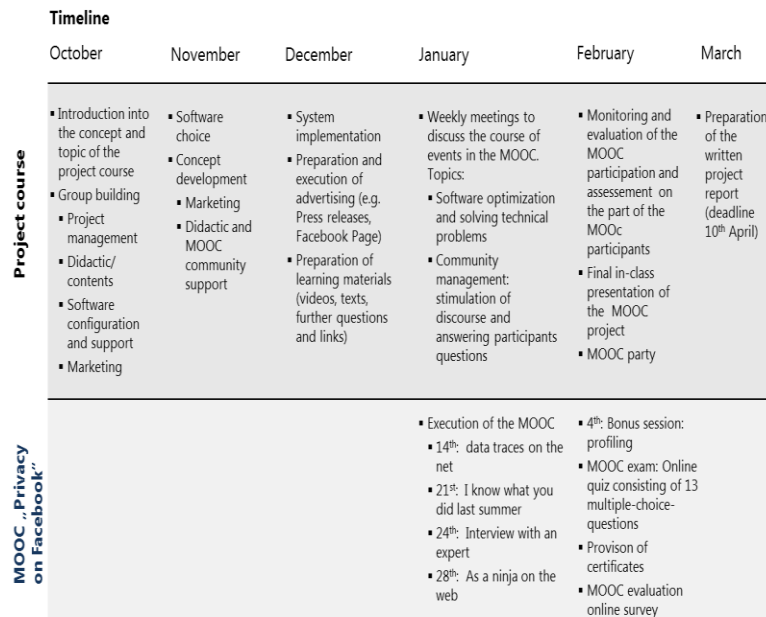 Timeline
October
November
December
January
February
March
Project course
▪ Introduction into
the concept and
topic of the
project course
▪ Group building
▪ Project
management
▪ Didactic/
contents
▪ Software
configuration
and support
▪ Marketing
▪ Software
choice
▪ Concept
development
▪ Marketing
▪ Didactic and
MOOC
community
support
▪ System
implementation
▪ Preparation and
execution of
advertising (e.g.
Press releases,
Facebook Page)
▪ Preparation of
learning materials
(videos, texts,
further questions
and links)
▪ Weekly meetings to
discuss the course of
events in the MOOC.
Topics:
▪ Software optimization
and solving technical
problems
▪ Community
management:
stimulation of
discourse and
answering participants
questions
▪ Monitoring and
evaluation of the
MOOC
participation and
assessement on
the part of the
MOOc
participants
▪ Final in-class
presentation of
the MOOC
project
▪ MOOC party
▪ Preparation
of the
written
project
report
(deadline
10th April)
MOOC „Privacy
on Facebook"
▪ Execution of the MOOC
▪ 14th: data traces on the
net
▪ 21st: I know what you
did last summer
▪ 24th: Interview with an
expert
▪ 28th: As a ninja on the
web
▪ 4th: Bonus session:
profiling
▪ MOOC exam: Online
quiz consisting of 13
multiple-choice-
questions
▪ Provison of
certificates
▪ MOOC evaluation
online survey